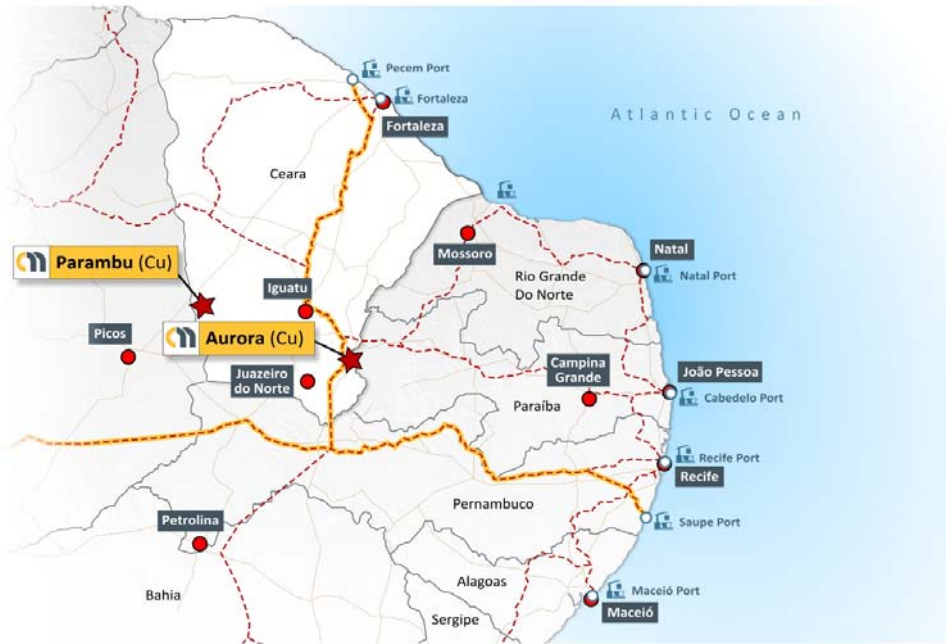 Pecem Port
Fortaleza
Fortaleza
Atlantic Ocean
Ceara
Mossoro
Natal
Natal Port
Rio Grande
Do Norte
Parambu (Cu)
Iguatu
Aurora (Cu)
Picos
Juazeiro
do Norte
Campina
Grande
João Pessoa
Cabedelo Port
Paraíba
Recife Port
Recife
Pernambuco
Saupe Port
Petrolina
Bahia
Alagoas
Sergipe
Maceió Port
Maceió